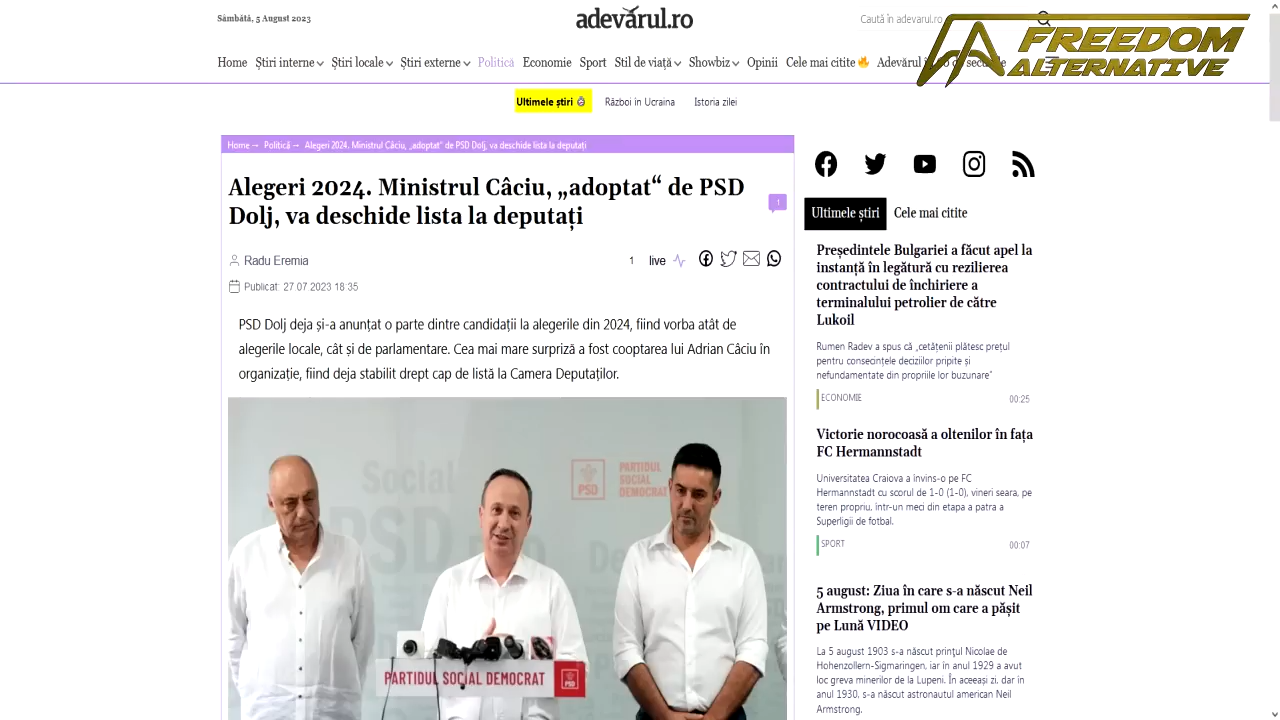 Sâmbătă, 5 August 2023
adevărul.ro
Caută în adevarul.ro
FREEDOM
ALTERNATIVE
Home Știri interne Știri locale Știri externe Politică Economie Sport Stil de viață Showbiz Opinii Cele mai citite Adevărul
Ultimele știri Război în Ucraina Istoria zilei
Home → Politică → Alegeri 2024. Ministrul Câciu, „adoptat“ de PSD Dolj, va deschide lista la deputați
Alegeri 2024. Ministrul Câciu, „adoptat“ de PSD
Dolj, va deschide lista la deputați
1
Radu Eremia
1 live
Publicat: 27 07 2023 18:35
PSD Dolj deja și-a anunțat o parte dintre candidații la alegerile din 2024, fiind vorba atât de
alegerile locale, cât și de parlamentare. Cea mai mare surpriză a fost cooptarea lui Adrian Câciu în
organizație, fiind deja stabilit drept cap de listă la Camera Deputaților.
Social
PSD
PARTIDUL
SOCIAL
DEMOCRAT
PSD
PARTIDUL SOCIAL DEMOCRAT
Ultimele știri Cele mai citite
Președintele Bulgariei a făcut apel la
instanță în legătură cu rezilierea
contractului de închiriere a
terminalului petrolier de către
Lukoil
Rumen Radev a spus că „cetățenii plătesc prețul
pentru consecințele deciziilor pripite și
nefundamentate din propriile lor buzunare”
ECONOMIE 00:25
Victorie norocoasă a oltenilor în fața
FC Hermannstadt
Universitatea Craiova a învins-o pe FC
Hermannstadt cu scorul de 1-0 (1-0), vineri seara, pe
teren propriu, într-un meci din etapa a patra a
Superligii de fotbal.
SPORT 00:07
5 august: Ziua în care s-a născut Neil
Armstrong, primul om care a pășit
pe Lună VIDEO
La 5 august 1903 s-a născut prinţul Nicolae de
Hohenzollern-Sigmaringen, iar în anul 1929 a avut
loc greva minerilor de la Lupeni. În aceeași zi, dar în
anul 1930, s-a născut astronautul american Neil
Armstrong.